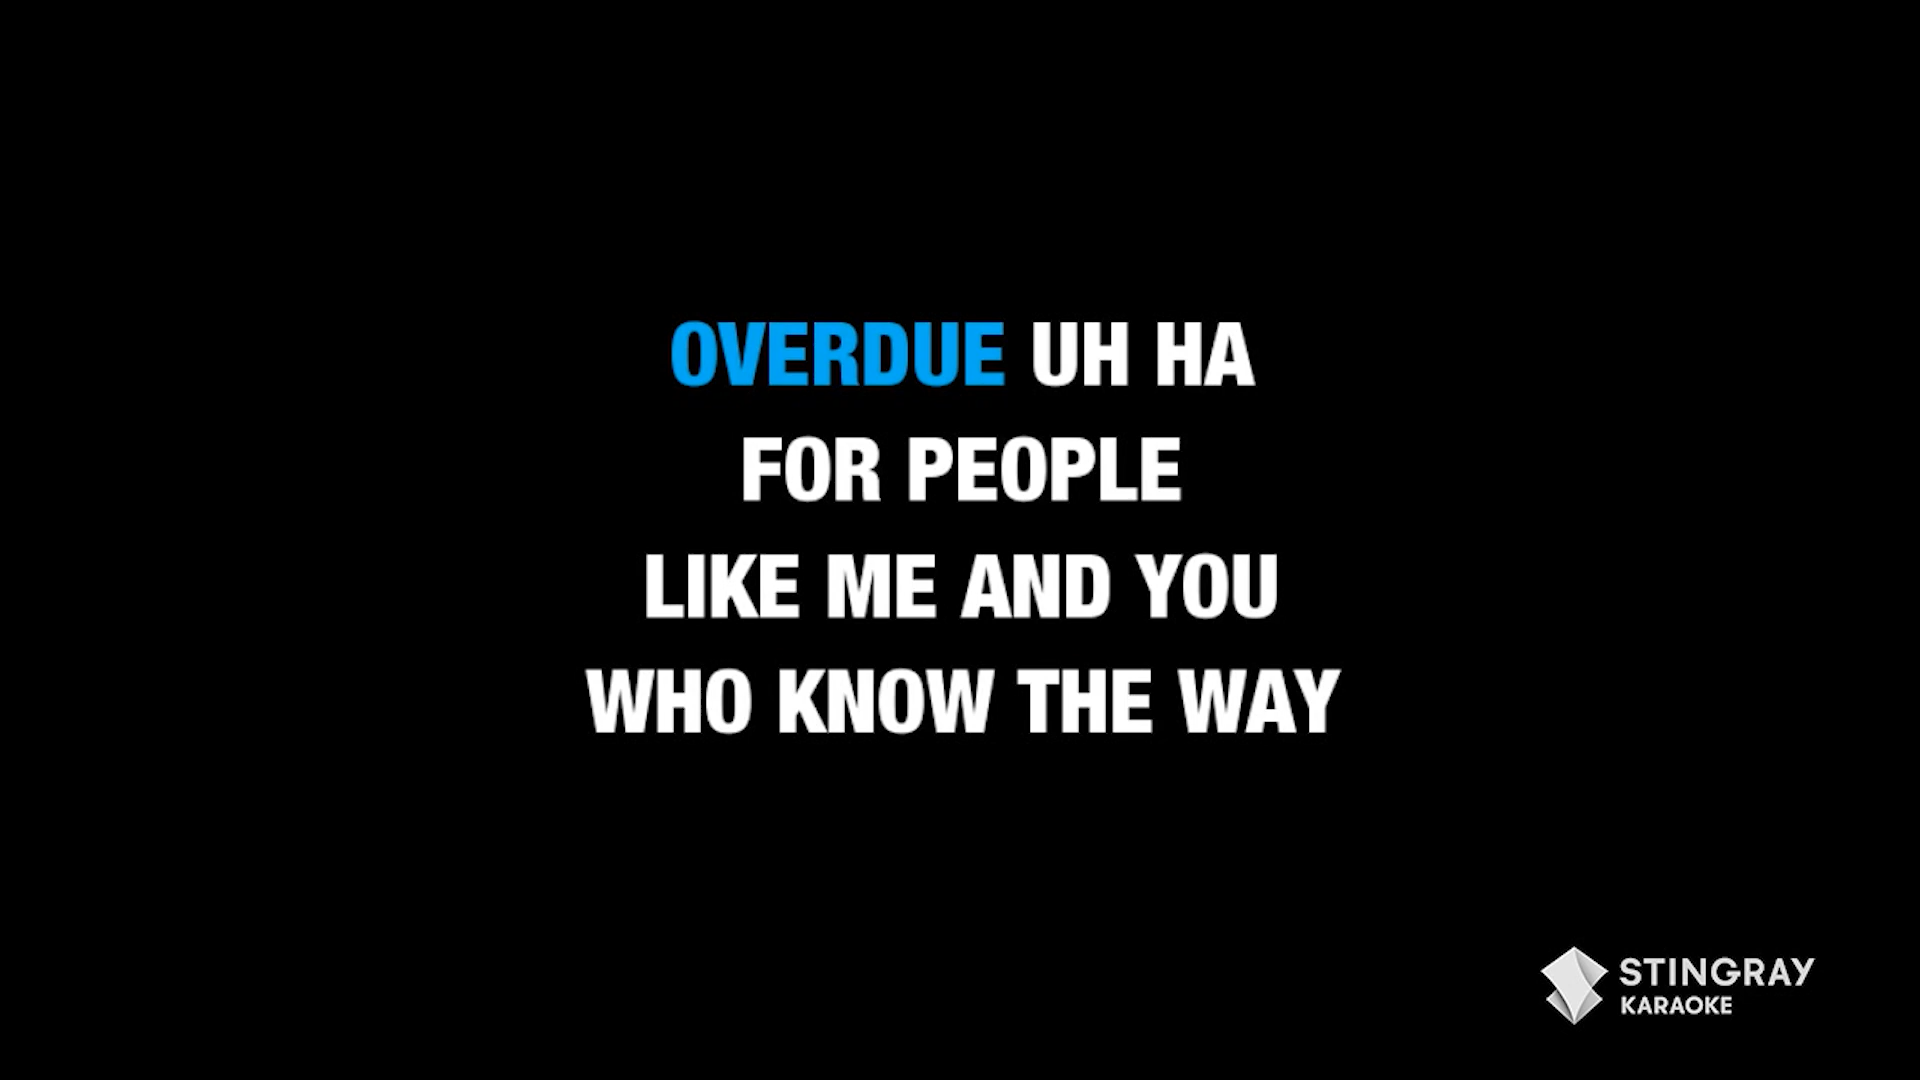 OVERDUE UH HA
FOR PEOPLE
LIKE ME AND YOU
WHO KNOW THE WAY
STINGRAY
KARAOKE